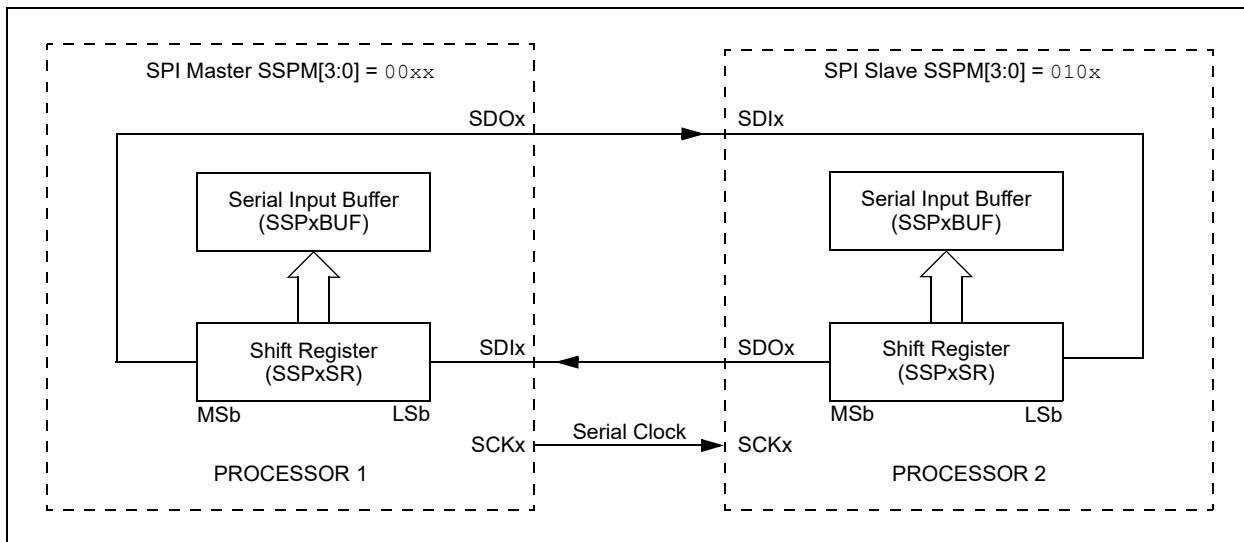 SPI Master SSPM[3:0] = 00xx
SDOx
Serial Input Buffer
(SSPxBUF)
Shift Register
(SSPxSR)
MSb
LSb
SDIx
SCKx
PROCESSOR 1
Serial Clock
SPI Slave SSPM[3:0] = 010x
SDIx
Serial Input Buffer
(SSPxBUF)
SDOx
Shift Register
(SSPxSR)
MSb
LSb
SCKx
PROCESSOR 2